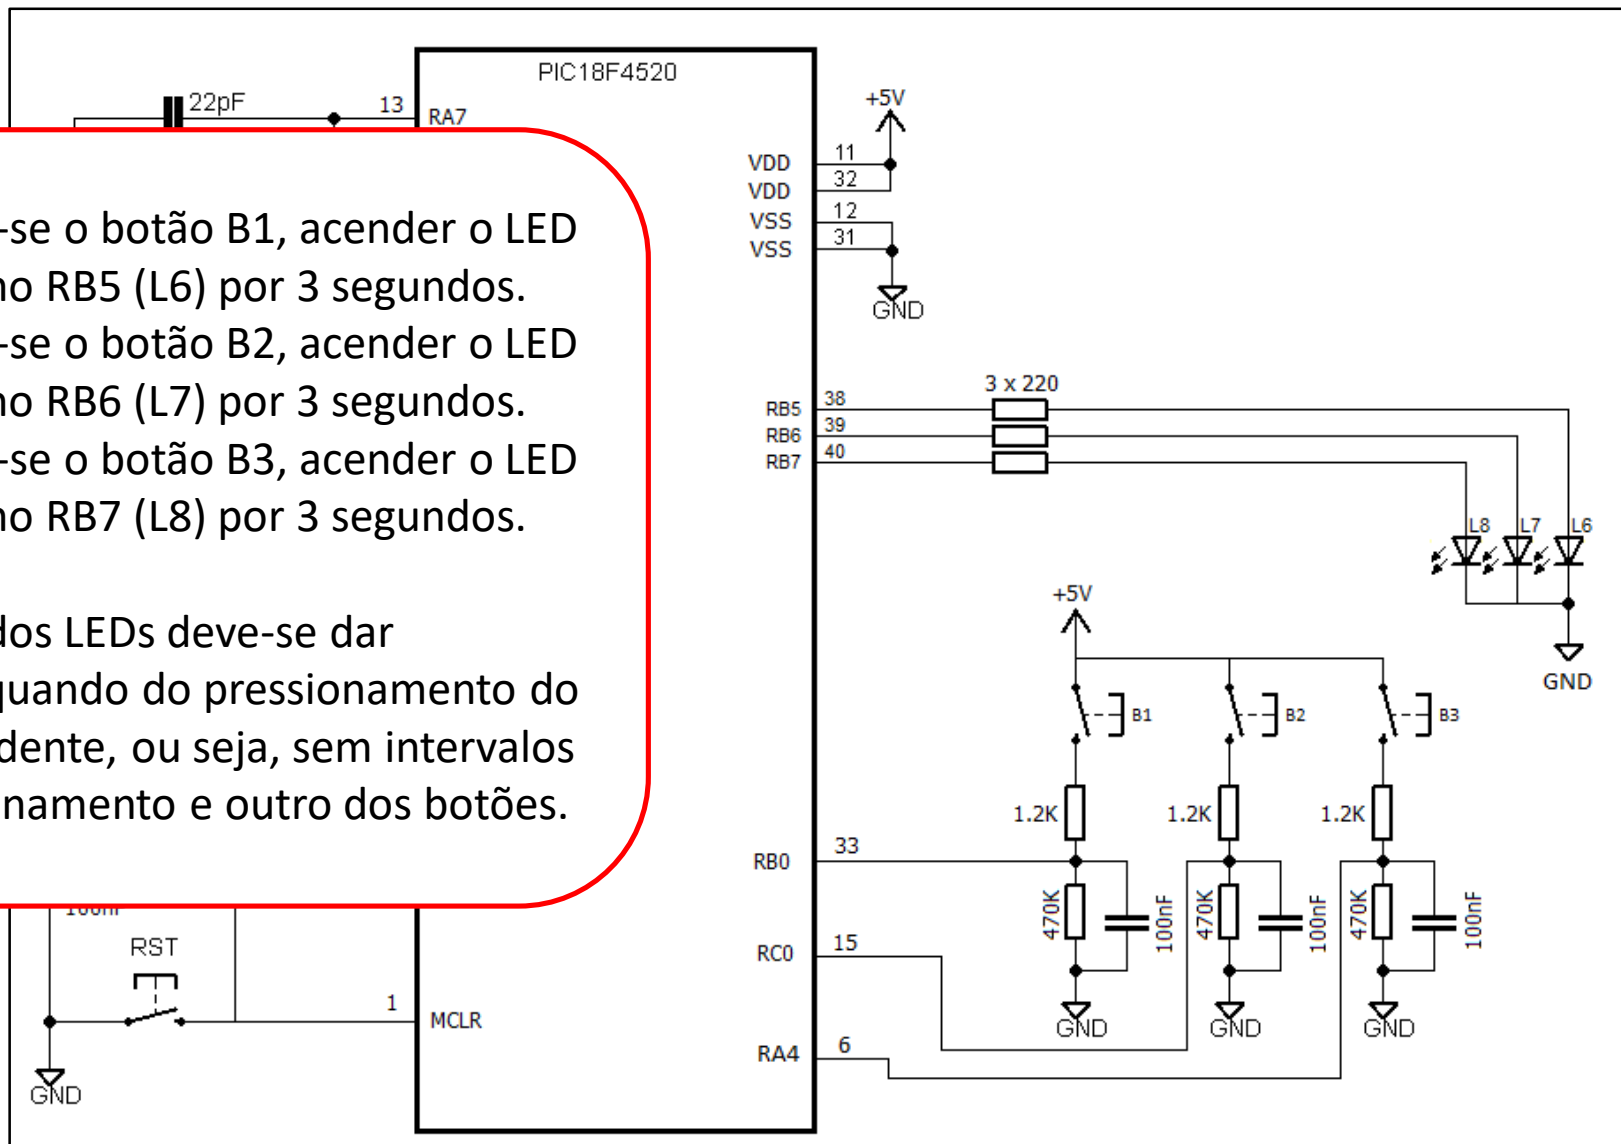 PIC18F4520
22pF
13
RA7
+5V
VDD
11
VDD
32
VSS
12
VSS
31
GND
-se o botão B1, acender o LED
no RB5 (L6) por 3 segundos.
-se o botão B2, acender o LED
no RB6 (L7) por 3 segundos.
-se o botão B3, acender o LED
no RB7 (L8) por 3 segundos.
dos LEDs deve-se dar
quando do pressionamento do
dente, ou seja, sem intervalos
namento e outro dos botões.
3 x 220
RB5
38
RB6
39
RB7
40
L8
L7
L6
GND
+5V
B1
B2
B3
1.2K
1.2K
1.2K
RB0
33
470K
100nF
470K
100nF
470K
100nF
RC0
15
GND
GND
GND
RA4
6
RST
1
MCLR
GND